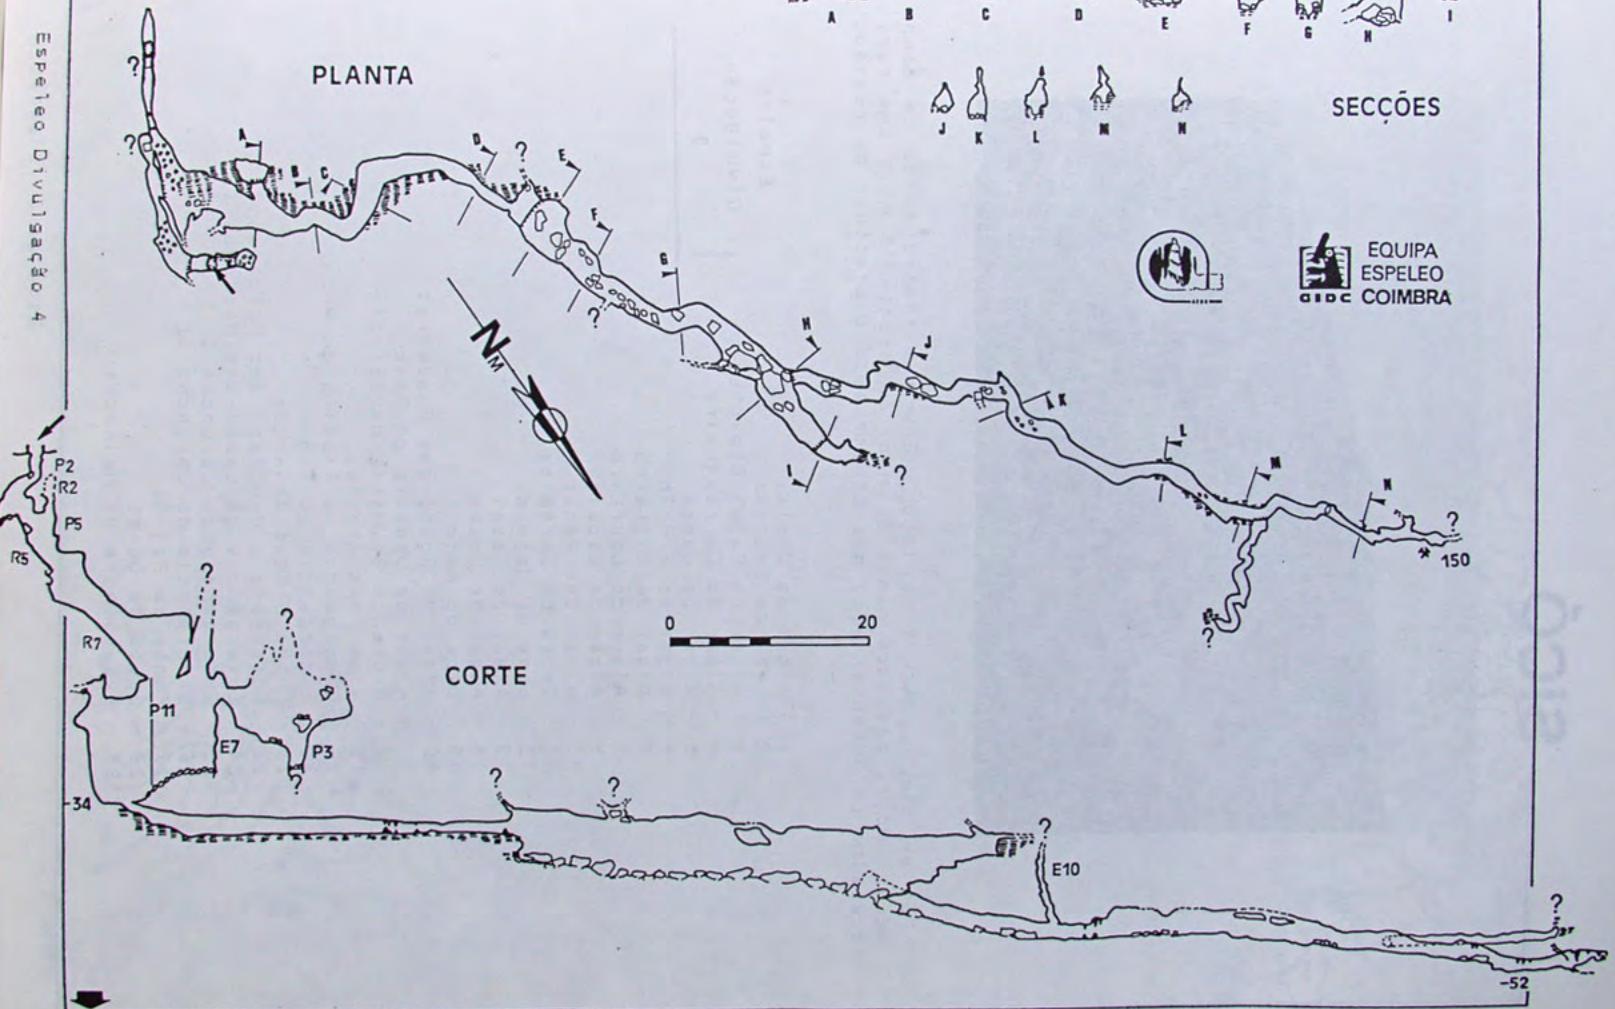 Espeleo Divulgação 4
A B C D E F G H I
PLANTA
J K L M N
SECÇÕES
? ?
A B C D ? E F G ?
H J K L M N
I ? ? ?
150
EQUIPA
ESPELEO
GIDC COIMBRA
NM
0 20
CORTE
P2
R2
P5
R5
R7
P11
E7
P3
? ? ?
-34
? ? ?
E10
?
-52